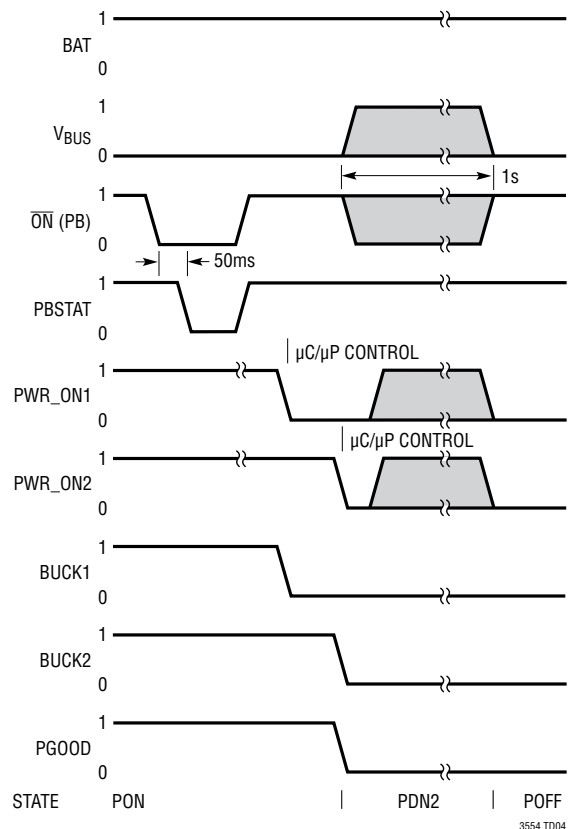 BAT
1
0
VBUS
1
0
1s
ON (PB)
1
0
50ms
PBSTAT
1
0
µC/µP CONTROL
PWR_ON1
1
0
µC/µP CONTROL
PWR_ON2
1
0
BUCK1
1
0
BUCK2
1
0
PGOOD
1
0
STATE PON PDN2 POFF
3554 TD04